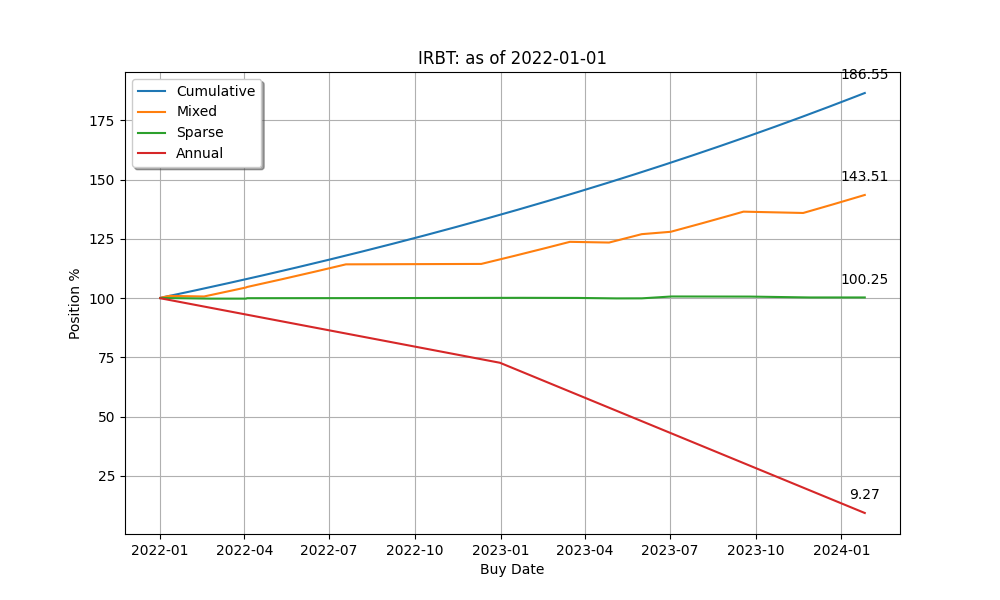 IRBT: as of 2022-01-01
186.55
Cumulative
Mixed
Sparse
Annual
175
150
125
100
75
50
25
143.51
100.25
9.27
Position %
2022-01 2022-04 2022-07 2022-10 2023-01 2023-04 2023-07 2023-10 2024-01
Buy Date